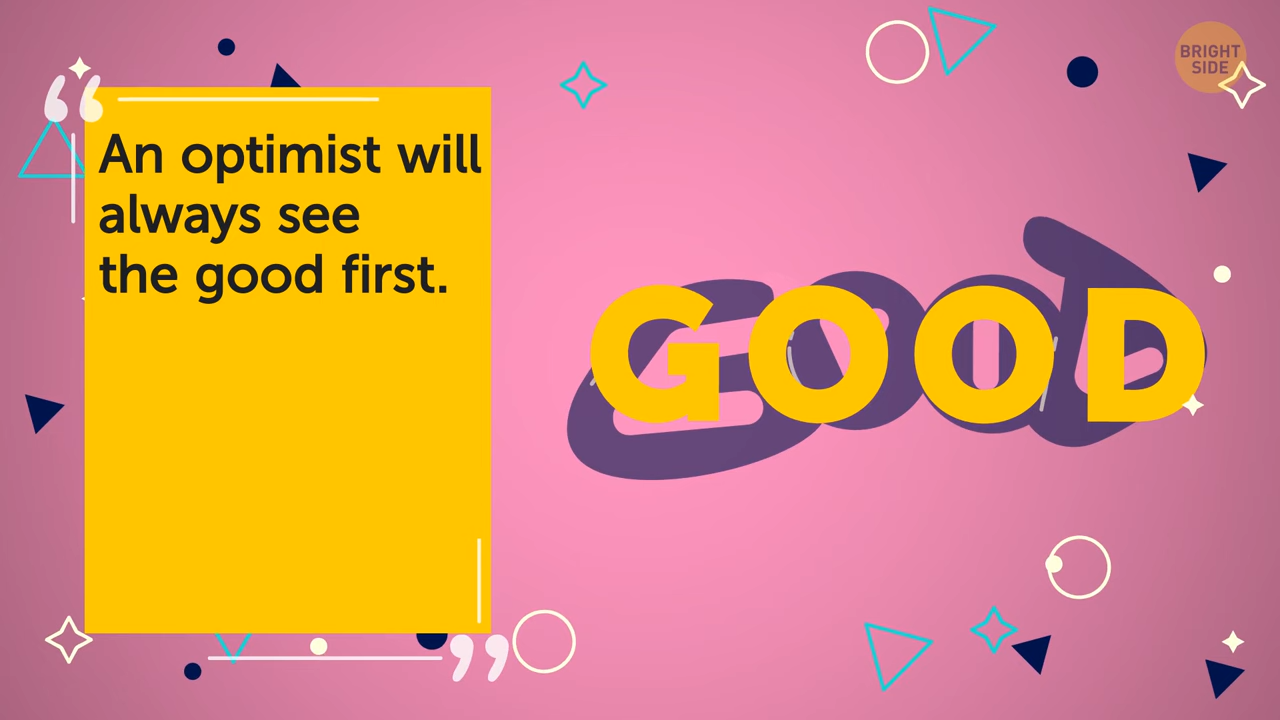 BRIGHT
SIDE
An optimist will
always see
the good first.
GOOD